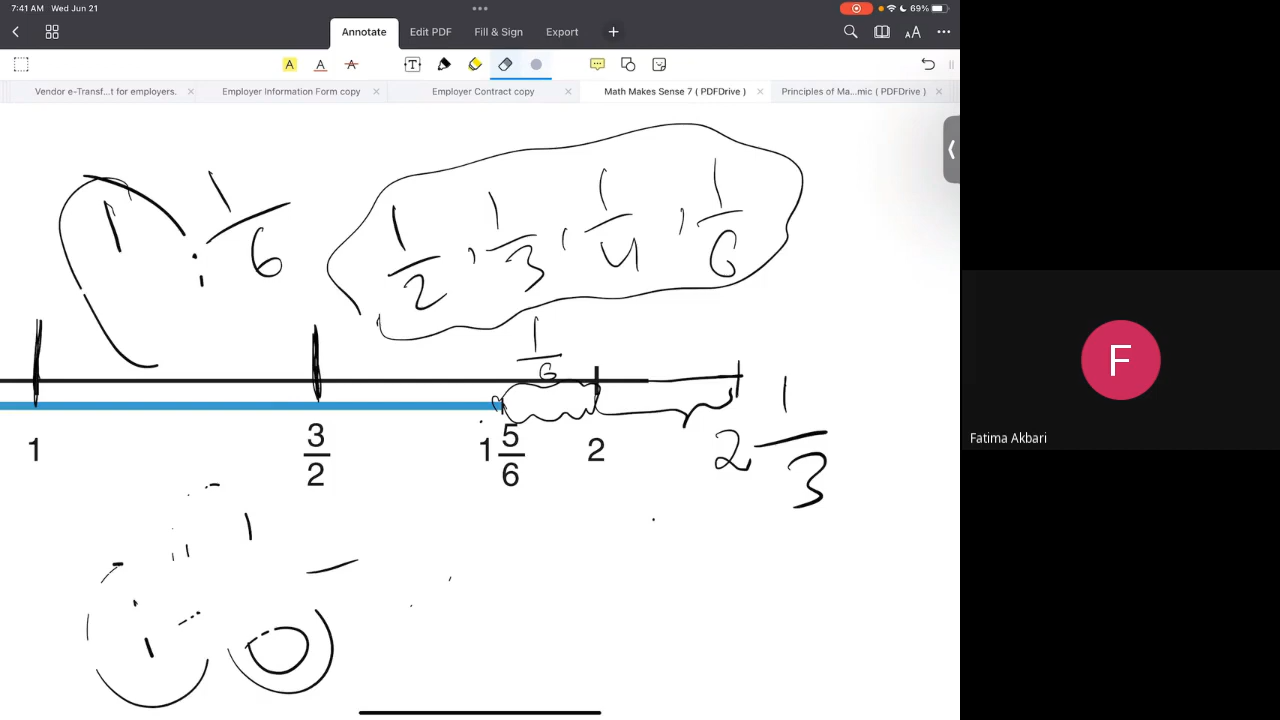 7:41 AM Wed Jun 21
69%
Annotate Edit PDF Fill & Sign Export
Vendor e-Transf...t for employers. Employer Information Form copy Employer Contract copy Math Makes Sense 7 ( PDFDrive ) Principles of Ma...mic ( PDFDrive )
1/6
1/2, 1/3, 1/4, 1/6
1/6
1 3/2 1 5/6 2 2 1/3
F
Fatima Akbari